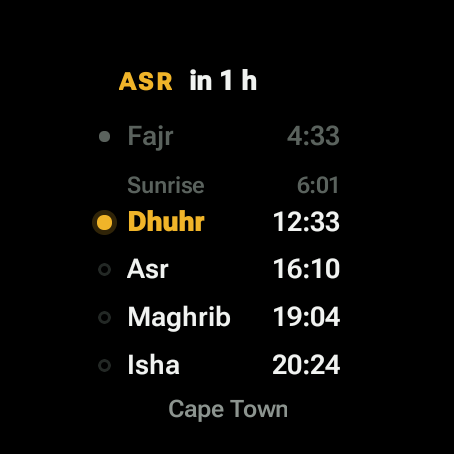 ASR in 1 h
Fajr 4:33
Sunrise 6:01
Dhuhr 12:33
Asr 16:10
Maghrib 19:04
Isha 20:24
Cape Town